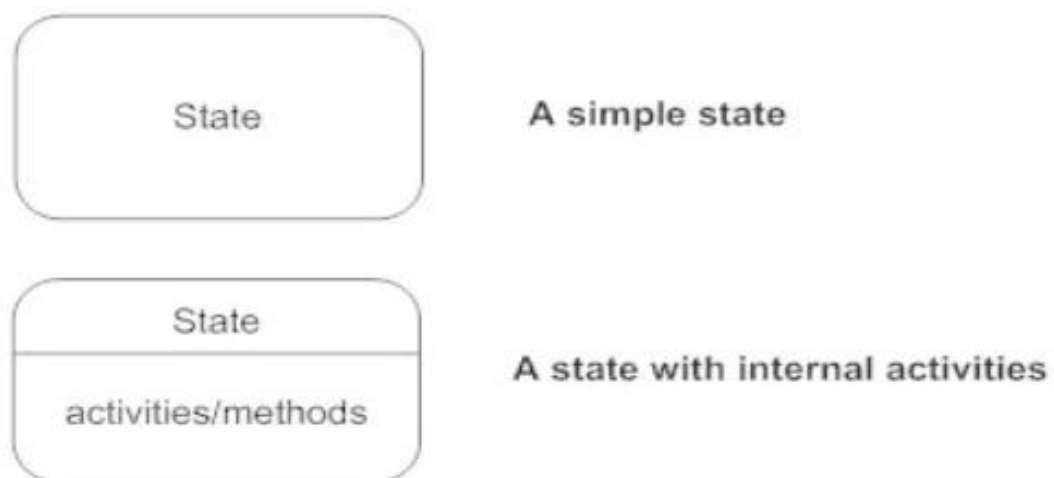 State
A simple state
State
activities/methods
A state with internal activities